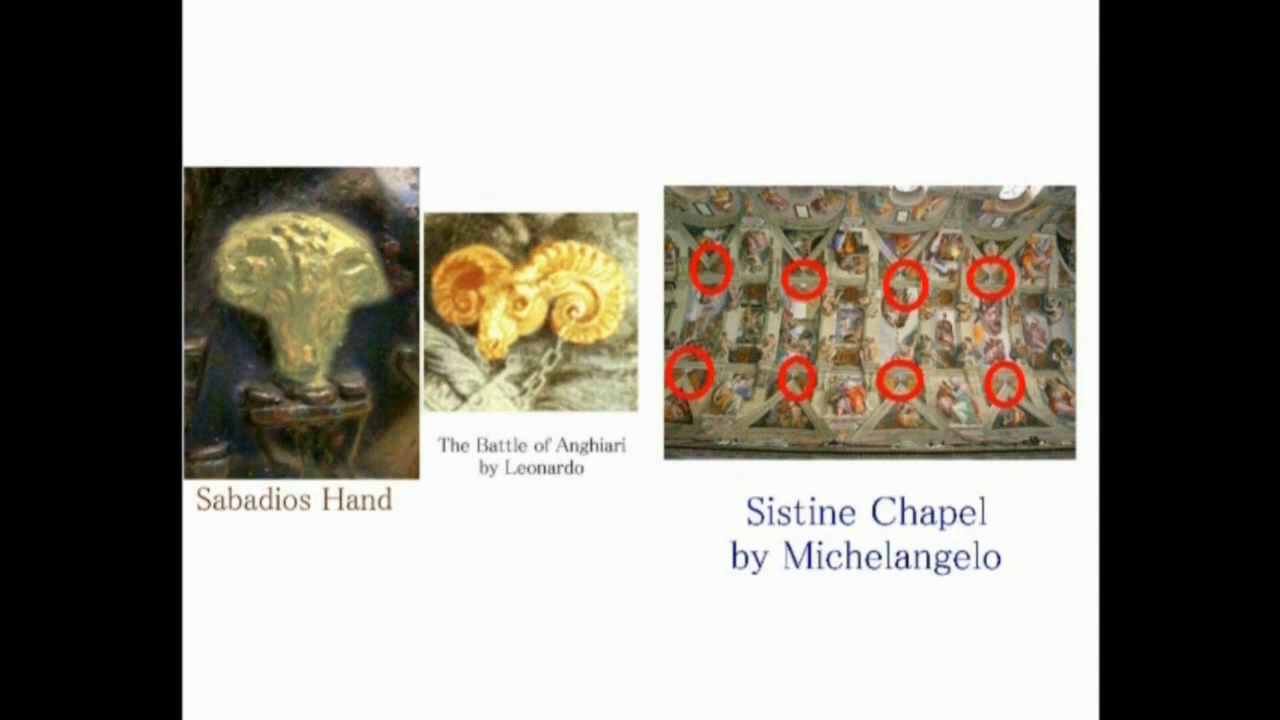 Sabadios Hand
The Battle of Anghiari
by Leonardo
Sistine Chapel
by Michelangelo